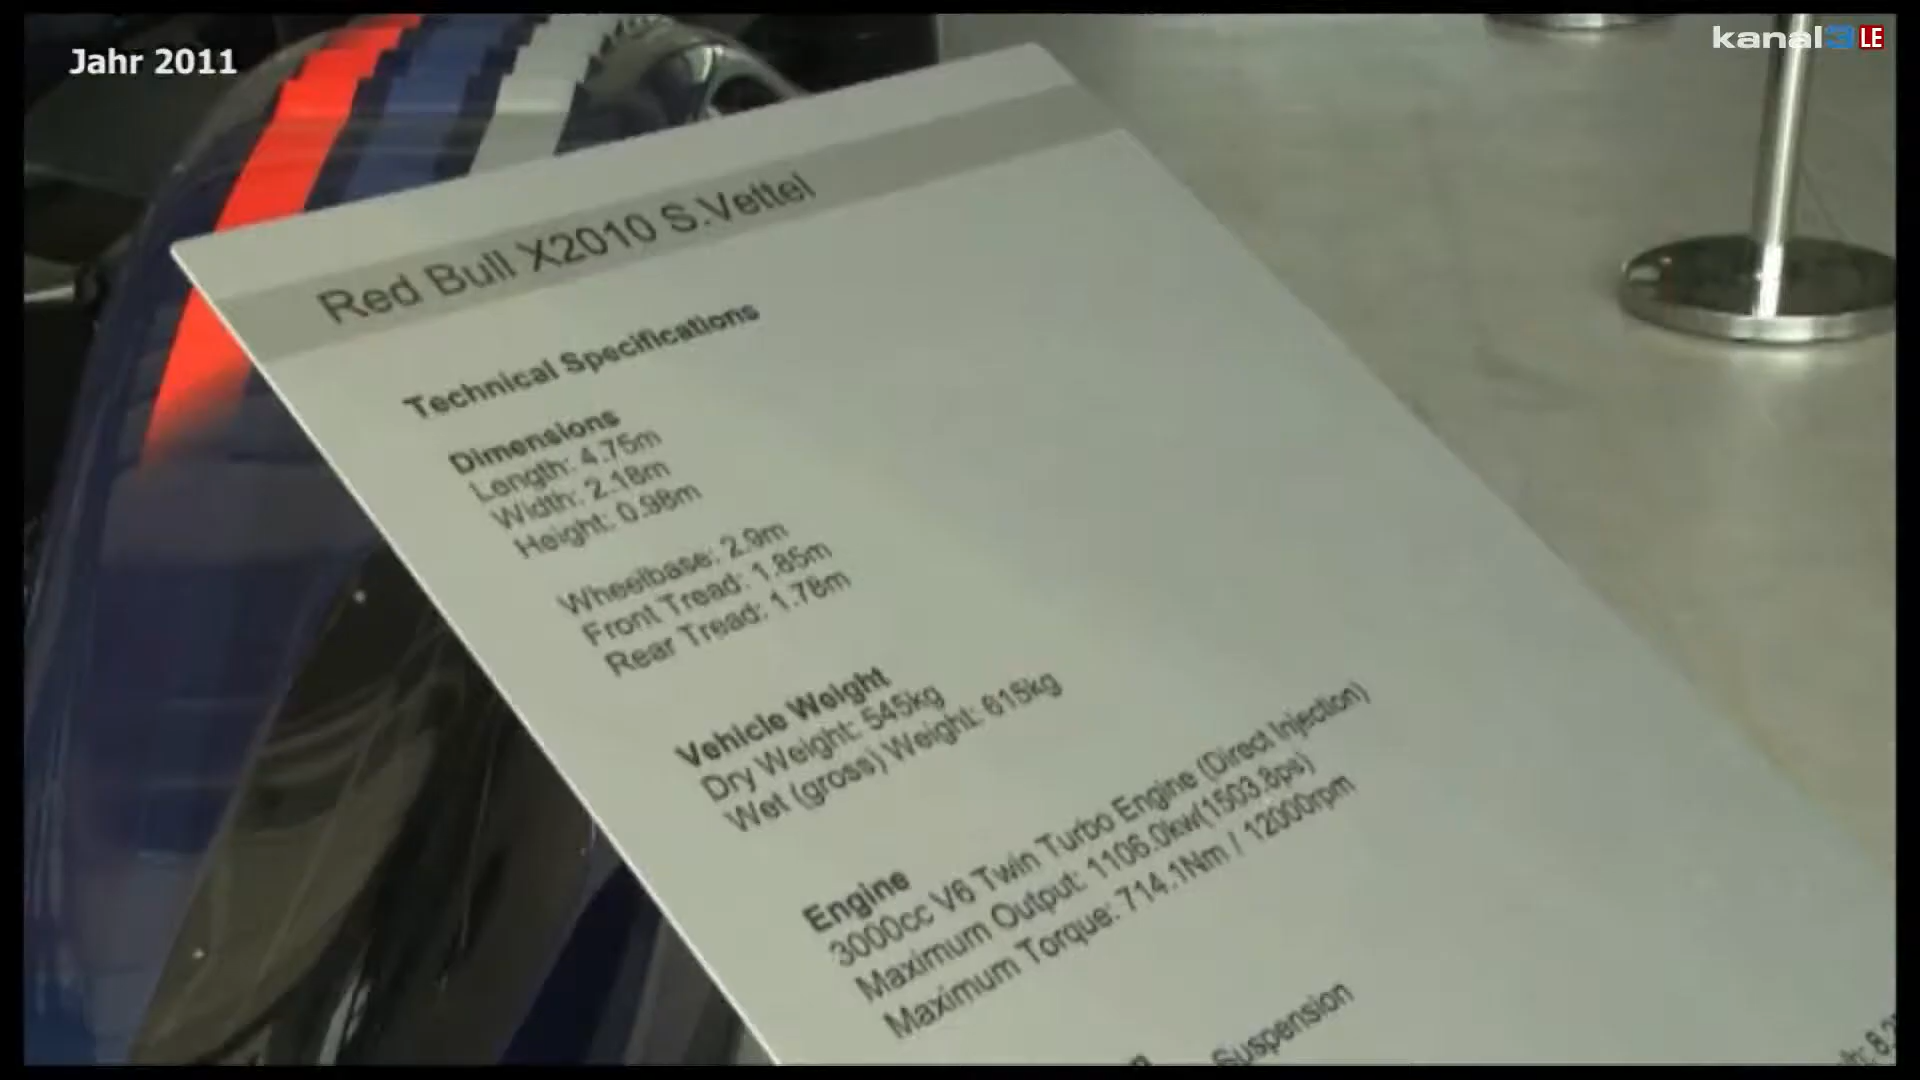 Jahr 2011
kanal3 LE
Red Bull X2010 S.Vettel
Technical Specifications
Dimensions
Length: 4.75m
Width: 2.18m
Height: 0.98m
Wheelbase: 2.9m
Front Tread: 1.85m
Rear Tread: 1.78m
Vehicle Weight
Dry Weight: 545kg
Wet (gross) Weight: 615kg
Engine
3000cc V6 Twin Turbo Engine (Direct Injection)
Maximum Output: 1106.0kw(1503.8ps)
Maximum Torque: 714.1Nm / 12000rpm
Suspension